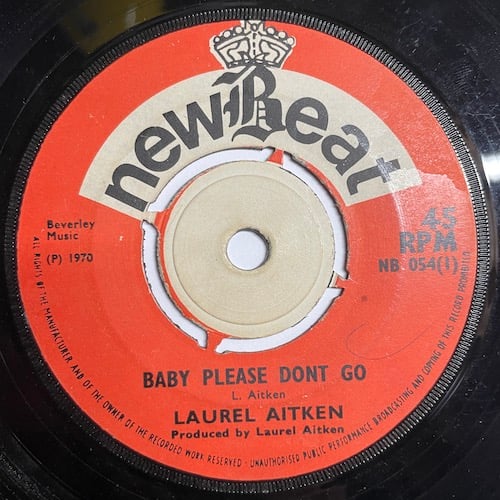 new Beat
Beverley
Music
(P) 1970
45
RPM
NB 054(1)
BABY PLEASE DONT GO
L. Aitken
LAUREL AITKEN
Produced by Laurel Aitken
ALL RIGHTS OF THE MANUFACTURER AND OF THE OWNER OF THE RECORDED WORK RESERVED - UNAUTHORISED PUBLIC PERFORMANCE BROADCASTING AND COPYING OF THIS RECORD PROHIBITED